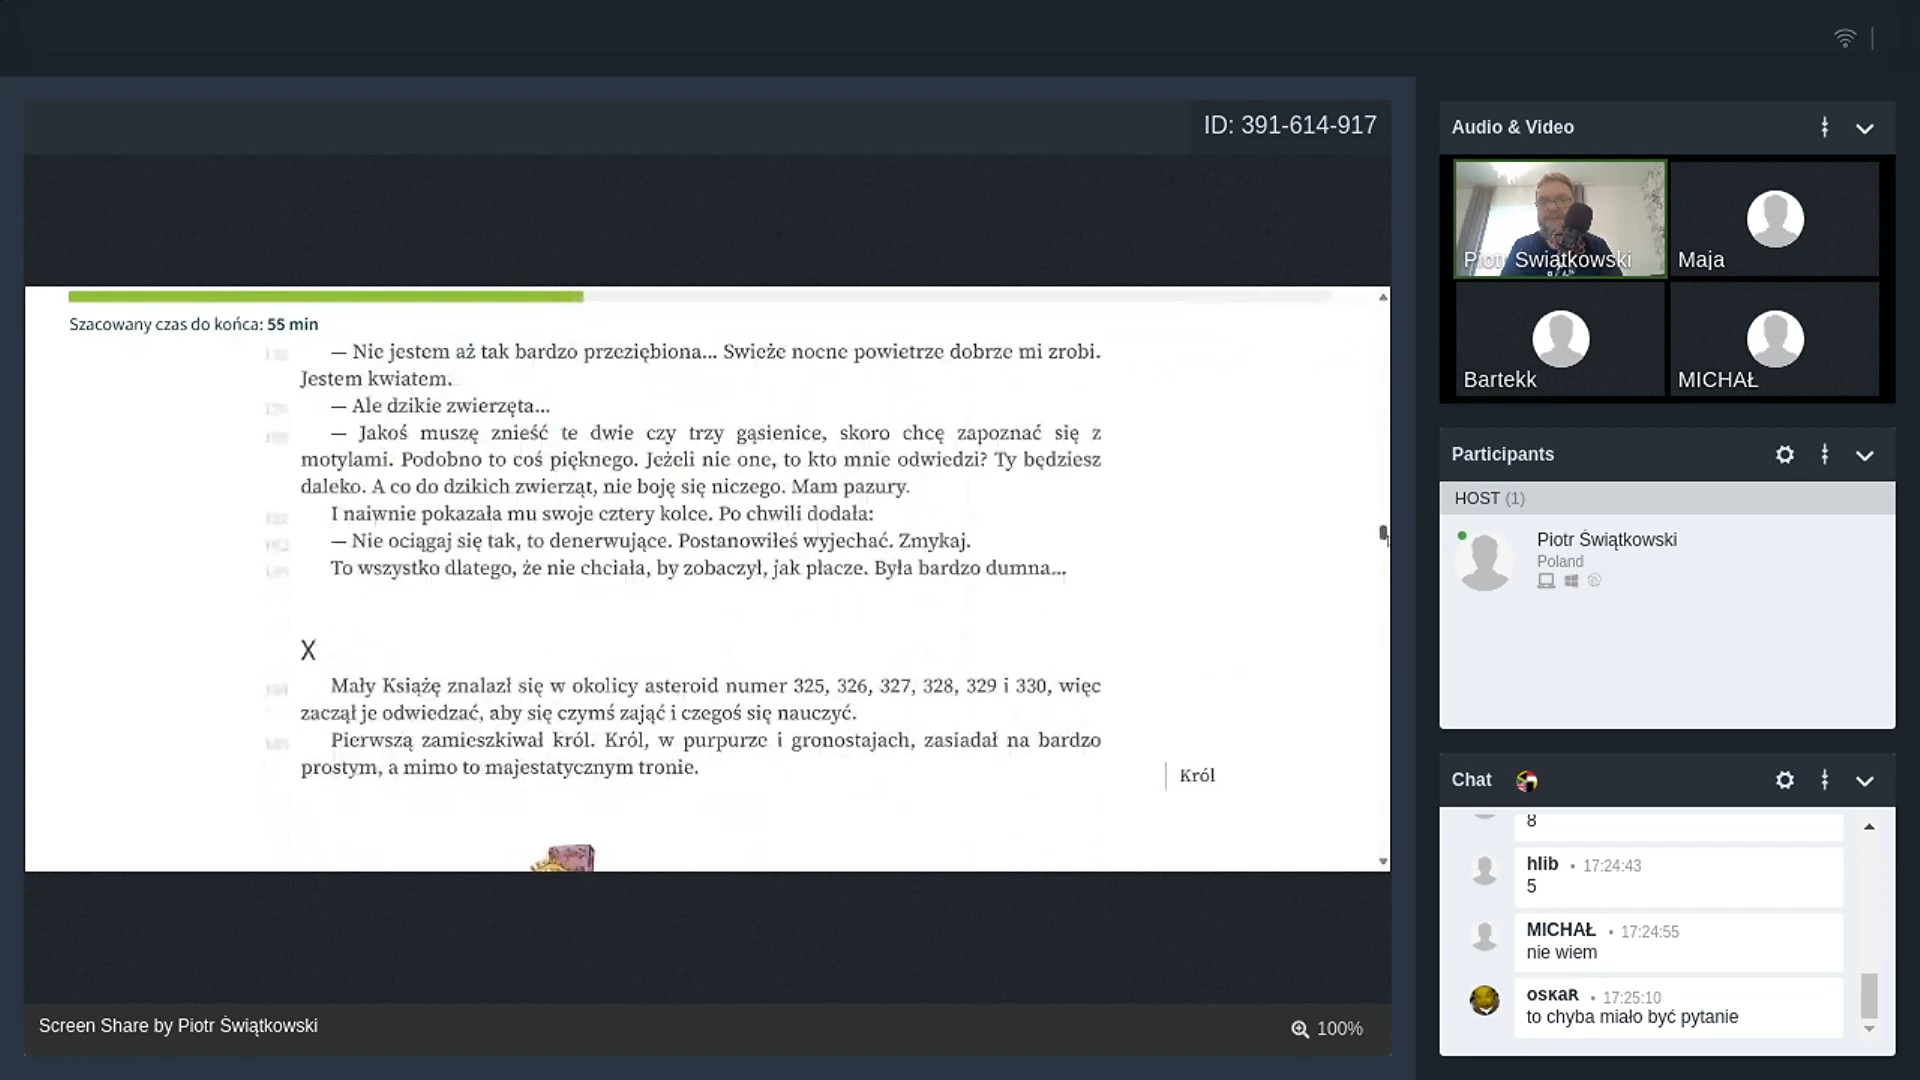 ID: 391-614-917
Szacowany czas do końca: 55 min
— Nie jestem aż tak bardzo przeziębiona... Świeże nocne powietrze dobrze mi zrobi.
Jestem kwiatem.
— Ale dzikie zwierzęta...
— Jakoś muszę znieść te dwie czy trzy gąsienice, skoro chcę zapoznać się z
motylami. Podobno to coś pięknego. Jeżeli nie one, to kto mnie odwiedzi? Ty będziesz
daleko. A co do dzikich zwierząt, nie boję się niczego. Mam pazury.
I naiwnie pokazała mu swoje cztery kolce. Po chwili dodała:
— Nie ociągaj się tak, to denerwujące. Postanowiłeś wyjechać. Zmykaj.
To wszystko dlatego, że nie chciała, by zobaczył, jak płacze. Była bardzo dumna...
X
Mały Książę znalazł się w okolicy asteroid numer 325, 326, 327, 328, 329 i 330, więc
zaczął je odwiedzać, aby się czymś zająć i czegoś się nauczyć.
Pierwszą zamieszkiwał król. Król, w purpurze i gronostajach, zasiadał na bardzo
prostym, a mimo to majestatycznym tronie.
Król
Screen Share by Piotr Świątkowski
100%
Audio & Video
Piotr Świątkowski
Maja
Bartekk
MICHAŁ
Participants
HOST (1)
Piotr Świątkowski
Poland
Chat
8
hlib • 17:24:43
5
MICHAŁ • 17:24:55
nie wiem
osкaʀ • 17:25:10
to chyba miało być pytanie